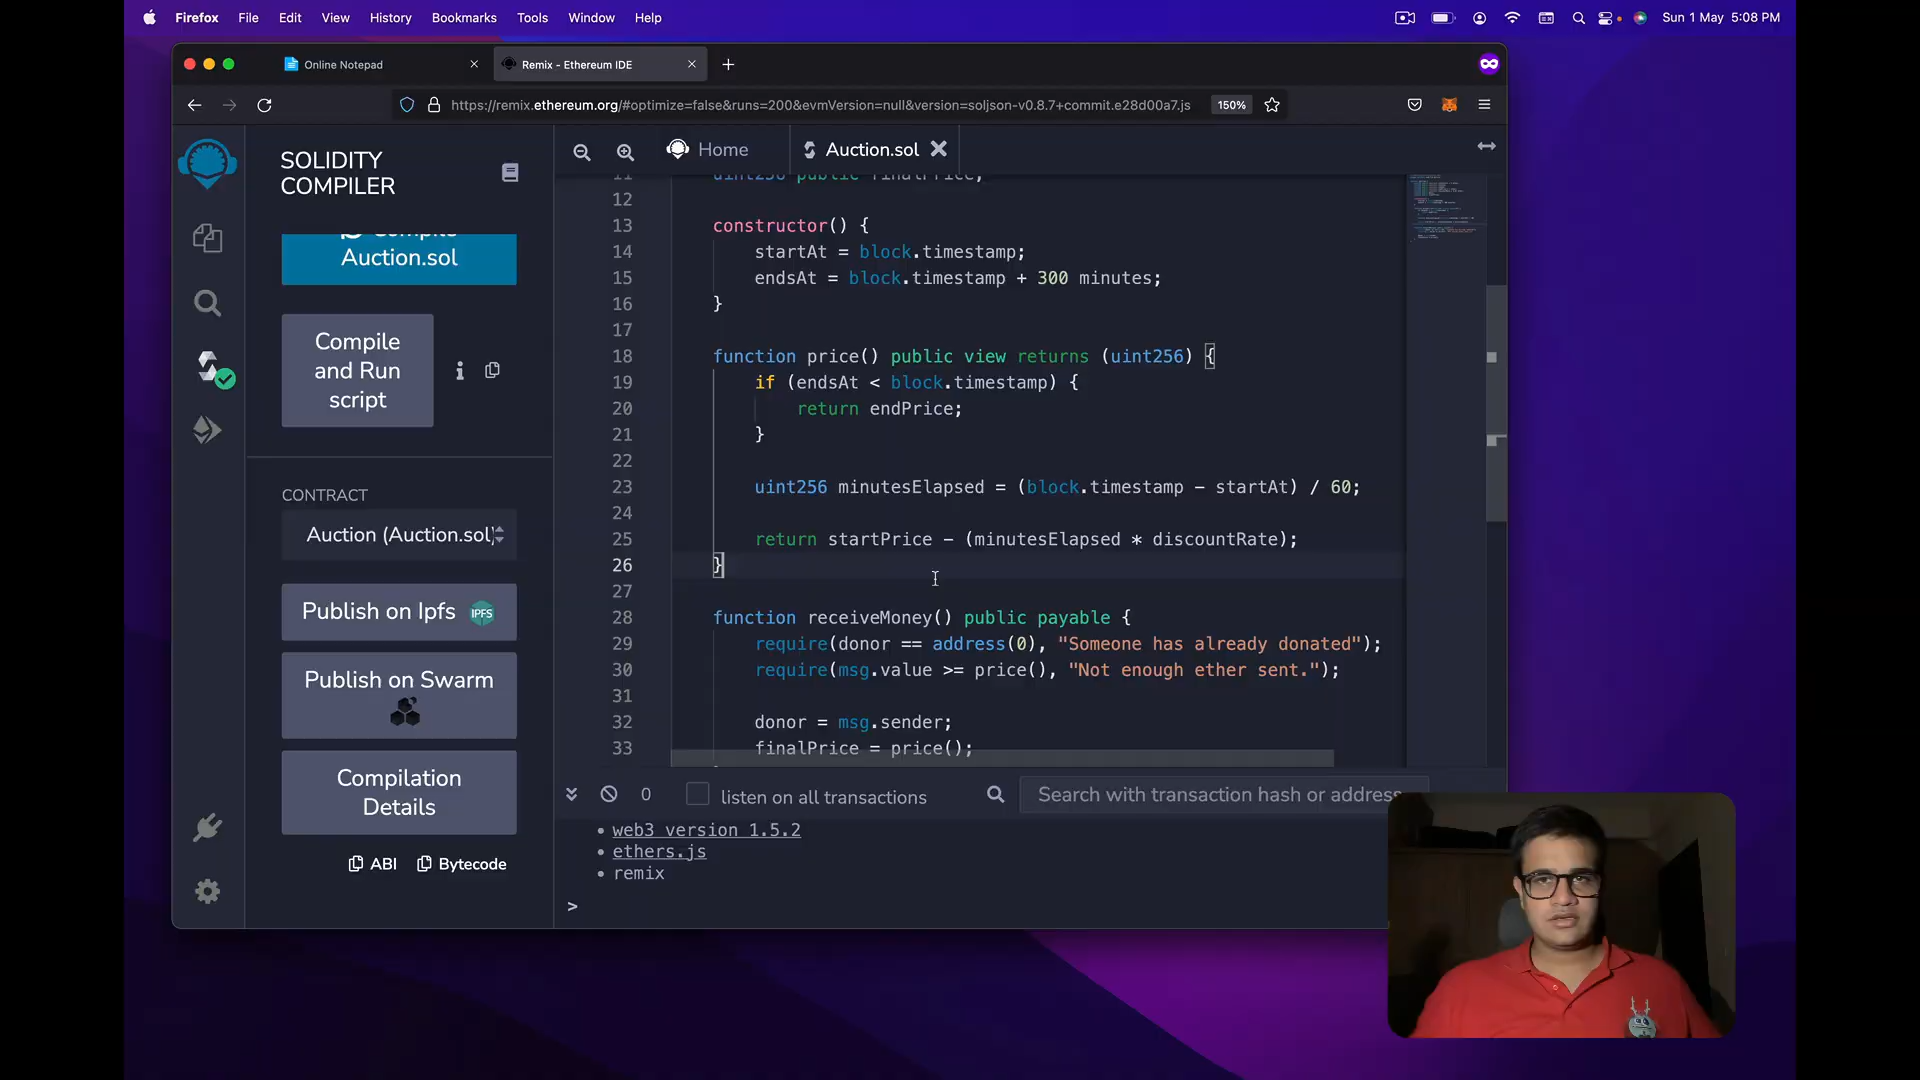 Firefox File Edit View History Bookmarks Tools Window Help
Sun 1 May 5:08 PM
Online Notepad
Remix - Ethereum IDE
https://remix.ethereum.org/#optimize=false&runs=200&evmVersion=null&version=soljson-v0.8.7+commit.e28d00a7.js
150%
SOLIDITY
COMPILER
Compile
Auction.sol
Compile
and Run
script
CONTRACT
Auction (Auction.sol)
Publish on Ipfs
IPFS
Publish on Swarm
Compilation
Details
ABI
Bytecode
Home
Auction.sol
11 uint256 public finalPrice;
12
13 constructor() {
14 startAt = block.timestamp;
15 endsAt = block.timestamp + 300 minutes;
16 }
17
18 function price() public view returns (uint256) {
19 if (endsAt < block.timestamp) {
20 return endPrice;
21 }
22
23 uint256 minutesElapsed = (block.timestamp - startAt) / 60;
24
25 return startPrice - (minutesElapsed * discountRate);
26 }
27
28 function receiveMoney() public payable {
29 require(donor == address(0), "Someone has already donated");
30 require(msg.value >= price(), "Not enough ether sent.");
31
32 donor = msg.sender;
33 finalPrice = price();
0
listen on all transactions
Search with transaction hash or address
• web3 version 1.5.2
• ethers.js
• remix
>